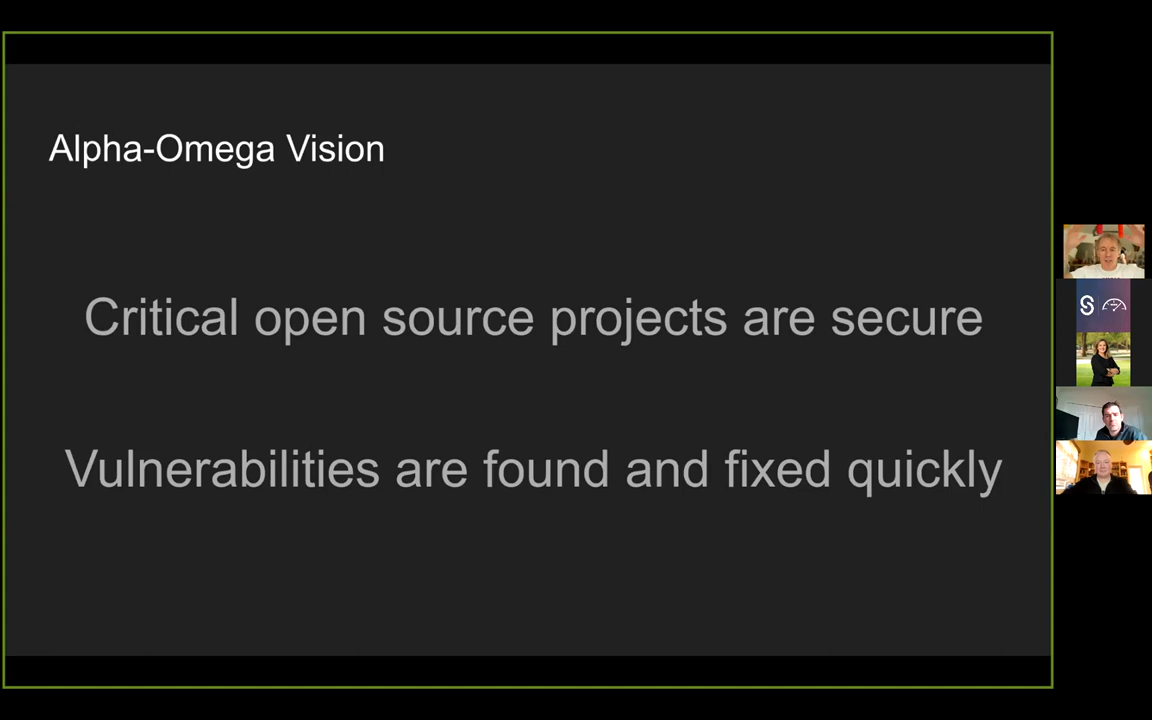 Alpha-Omega Vision
Critical open source projects are secure
Vulnerabilities are found and fixed quickly